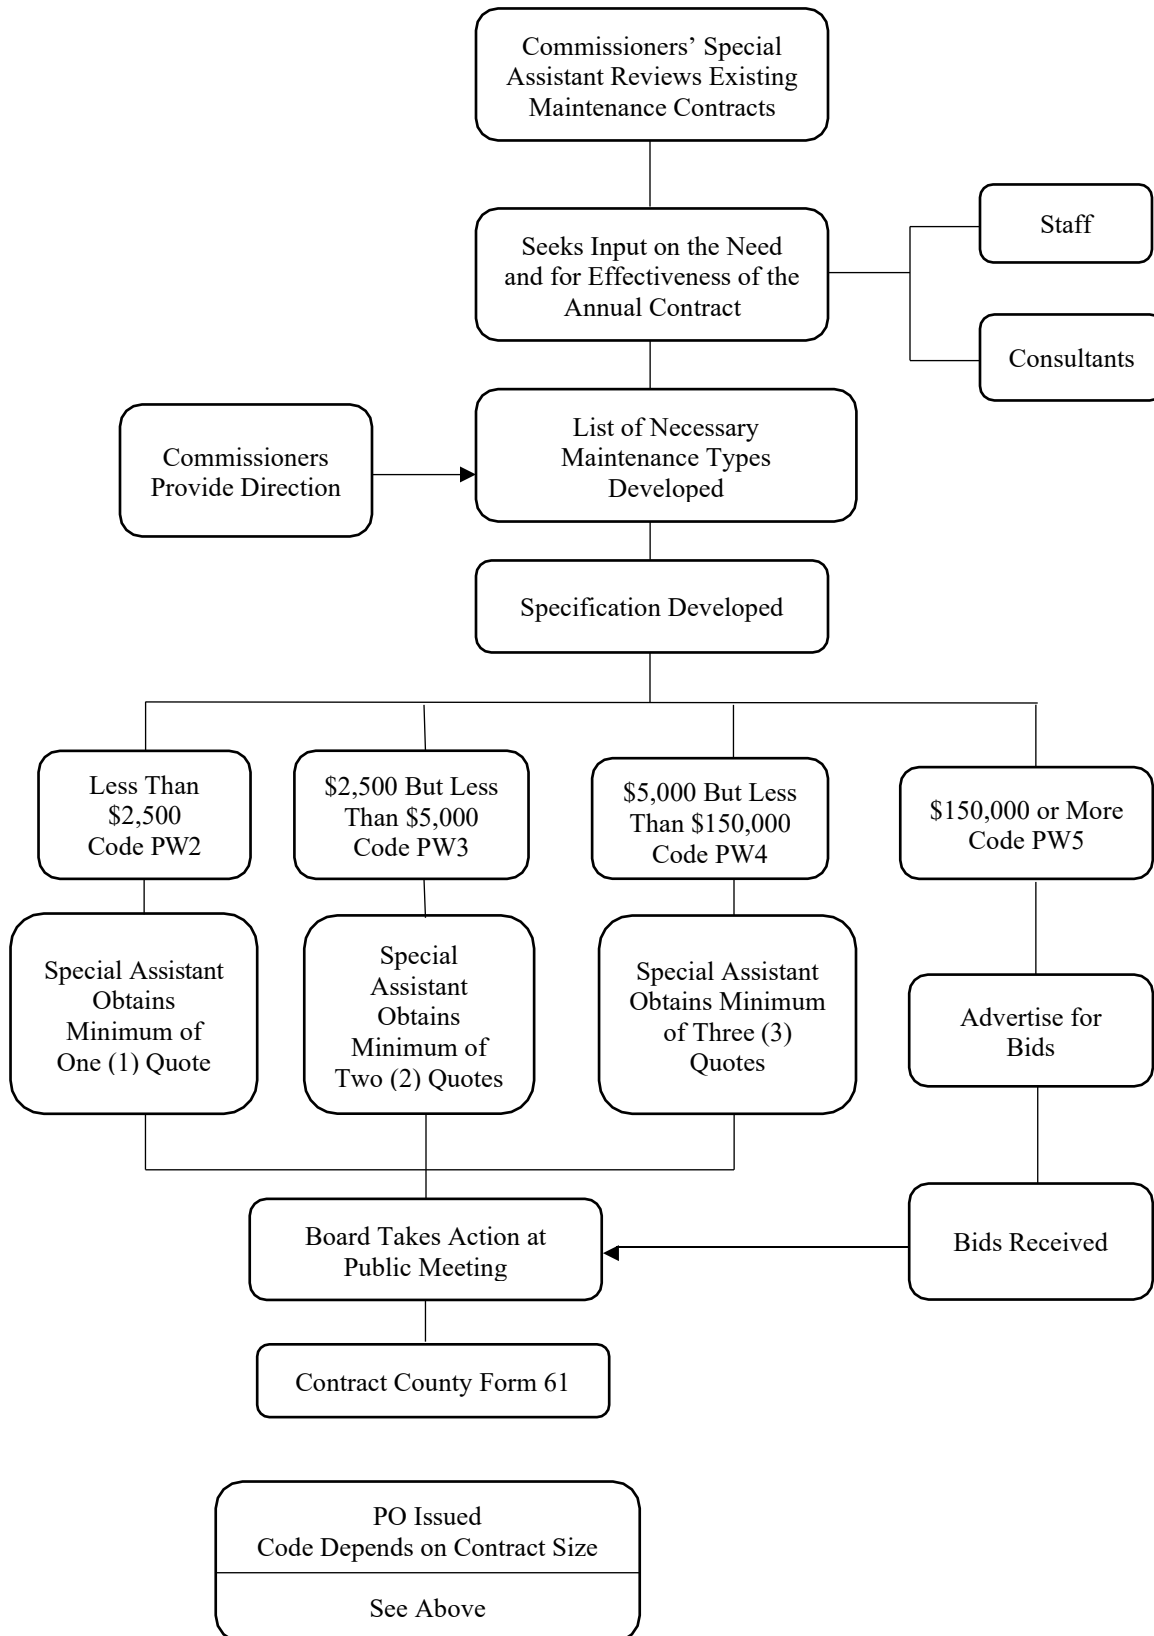 Commissioners’ Special
Assistant Reviews Existing
Maintenance Contracts
Seeks Input on the Need
and for Effectiveness of the
Annual Contract
Staff
Consultants
Commissioners
Provide Direction
List of Necessary
Maintenance Types
Developed
Specification Developed
Less Than
$2,500
Code PW2
$2,500 But Less
Than $5,000
Code PW3
$5,000 But Less
Than $150,000
Code PW4
$150,000 or More
Code PW5
Special Assistant
Obtains
Minimum of
One (1) Quote
Special
Assistant
Obtains
Minimum of
Two (2) Quotes
Special Assistant
Obtains Minimum
of Three (3)
Quotes
Advertise for
Bids
Board Takes Action at
Public Meeting
Bids Received
Contract County Form 61
PO Issued
Code Depends on Contract Size
See Above